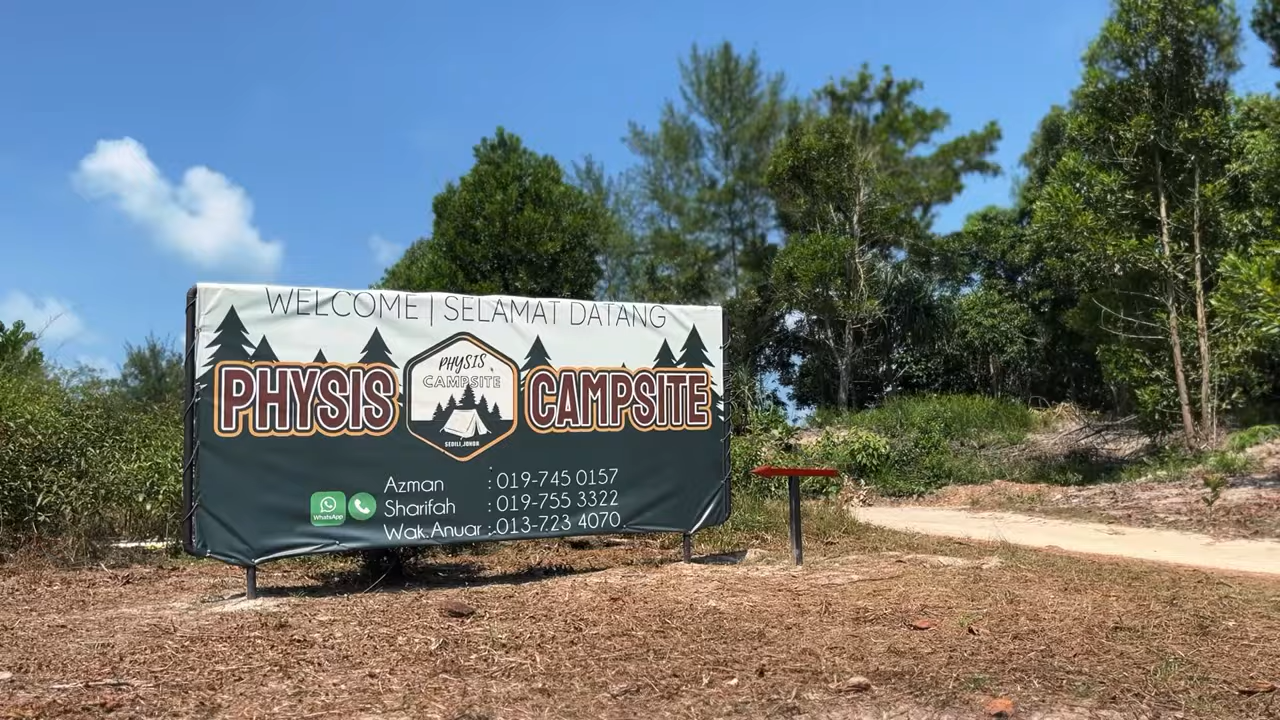 WELCOME | SELAMAT DATANG
PHYSIS
CAMPSITE
PHYSIS
CAMPSITE
SEDILI, JOHOR
Azman : 019-745 0157
Sharifah : 019-755 3322
Wak Anuar : 013-723 4070
WhatsApp